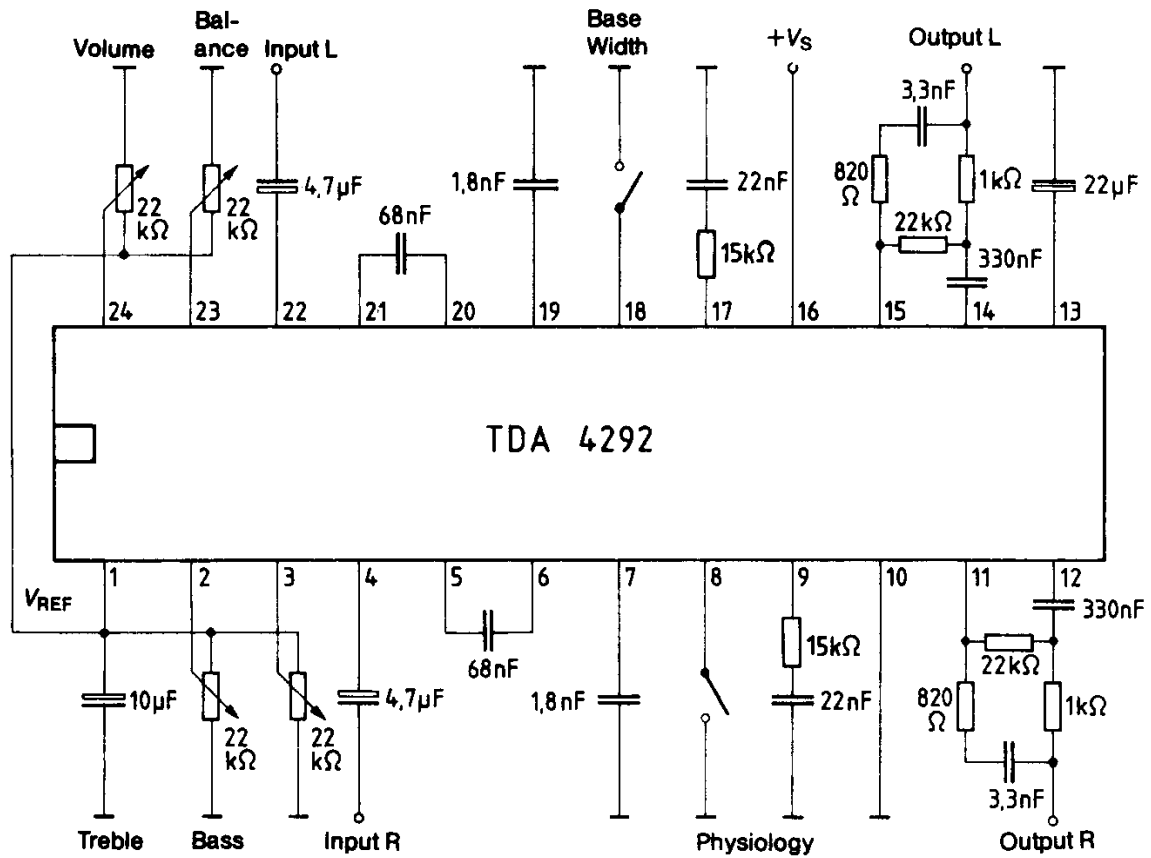 Volume
Bal-
ance
Input L
Base
Width
+VS
Output L
3,3nF
4,7µF
1,8nF
22nF
820
Ω
1kΩ
22µF
22
kΩ
22
kΩ
68nF
22kΩ
15kΩ
330nF
24 23 22 21 20 19 18 17 16 15 14 13
TDA 4292
1 2 3 4 5 6 7 8 9 10 11 12
VREF
330nF
15kΩ
22kΩ
68nF
10µF
4,7µF
1,8nF
22nF
820
Ω
1kΩ
22
kΩ
22
kΩ
3,3nF
Treble
Bass
Input R
Physiology
Output R